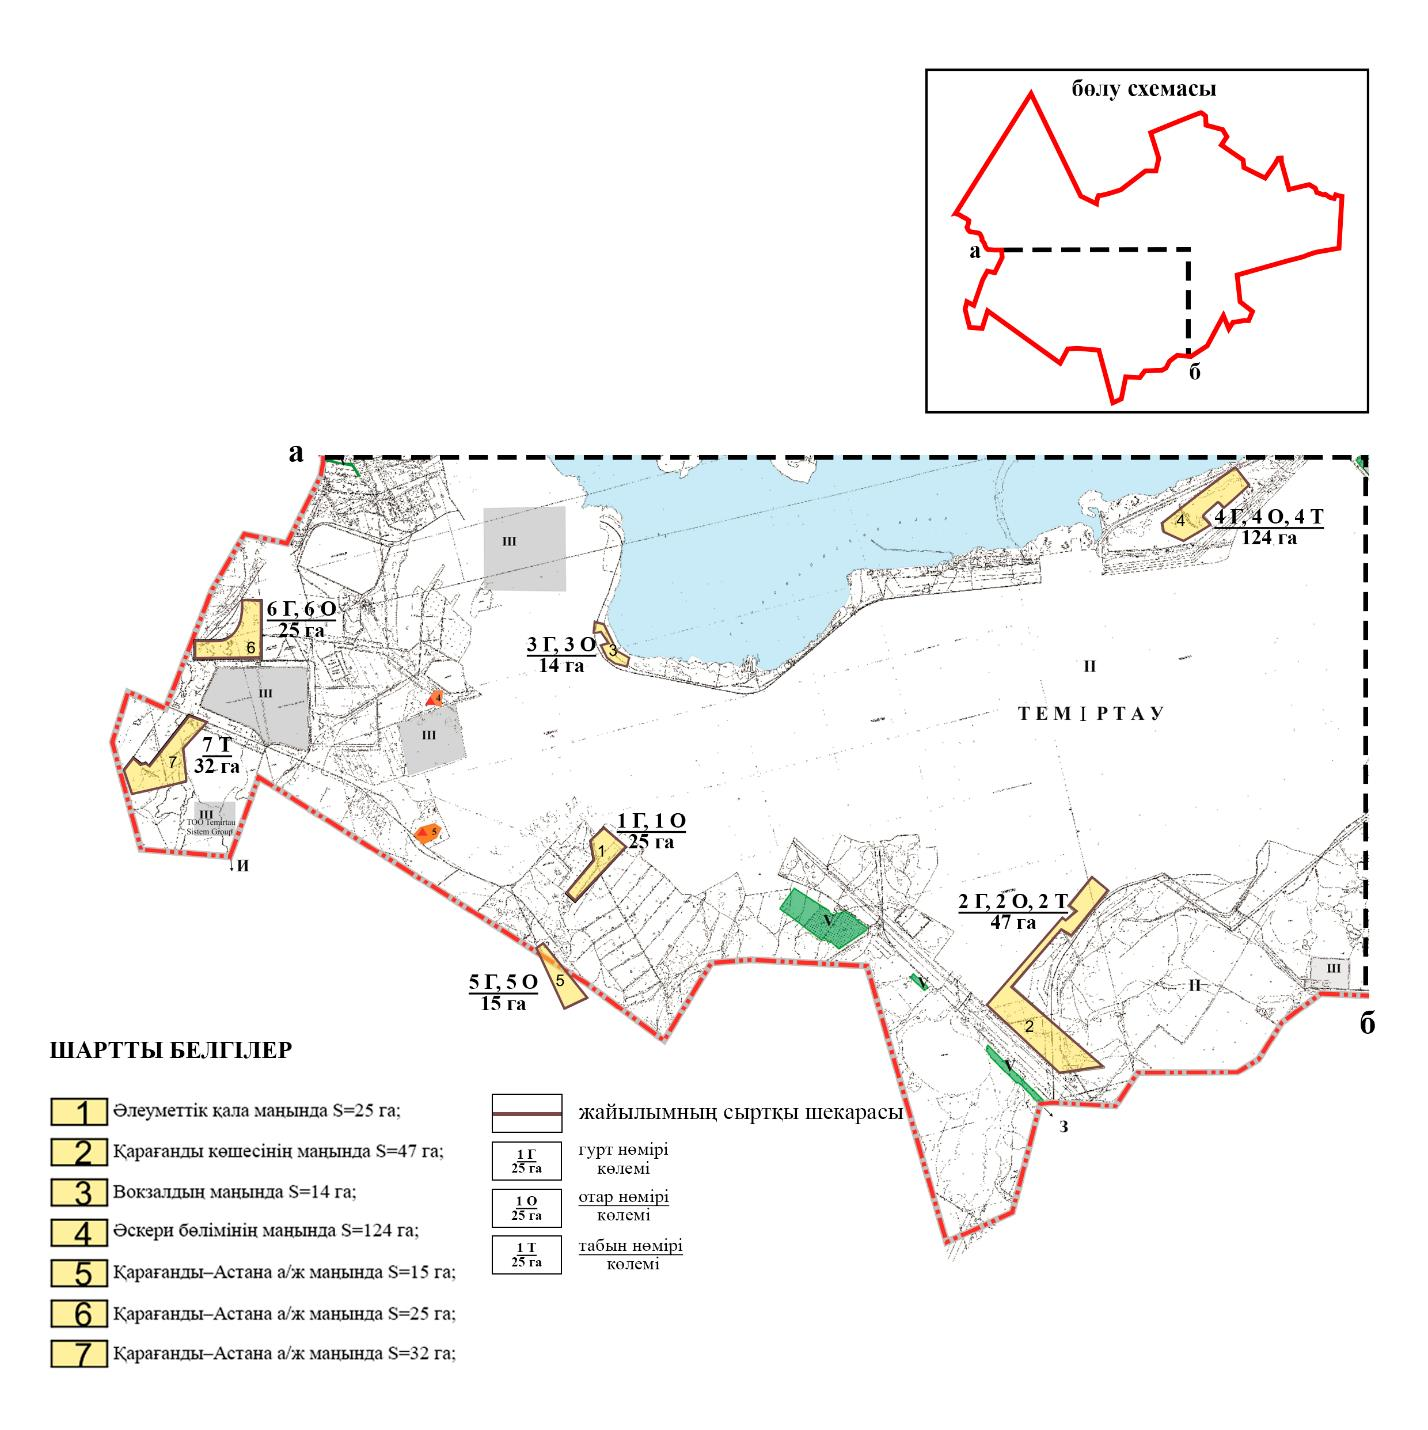 бөлу схемасы
а
б
а
III
4
4 Г, 4 О, 4 Т
124 га
6 Г, 6 О
25 га
6
3 Г, 3 О
14 га
3
II
III
ТЕМІРТАУ
4
III
7 Т
32 га
7
III
ТОО Temirtau
Sistem Group
5
1 Г, 1 О
25 га
1
И
2 Г, 2 О, 2 Т
47 га
V
5 Г, 5 О
15 га
5
V
III
II
2
б
V
З
ШАРТТЫ БЕЛГІЛЕР
1 Әлеуметтік қала маңында S=25 га;
2 Қарағанды көшесінің маңында S=47 га;
3 Вокзалдың маңында S=14 га;
4 Әскери бөлімінің маңында S=124 га;
5 Қарағанды–Астана а/ж маңында S=15 га;
6 Қарағанды–Астана а/ж маңында S=25 га;
7 Қарағанды–Астана а/ж маңында S=32 га;
жайылымның сыртқы шекарасы
1 Г
25 га
гурт нөмірі
көлемі
1 О
25 га
отар нөмірі
көлемі
1 Т
25 га
табын нөмірі
көлемі